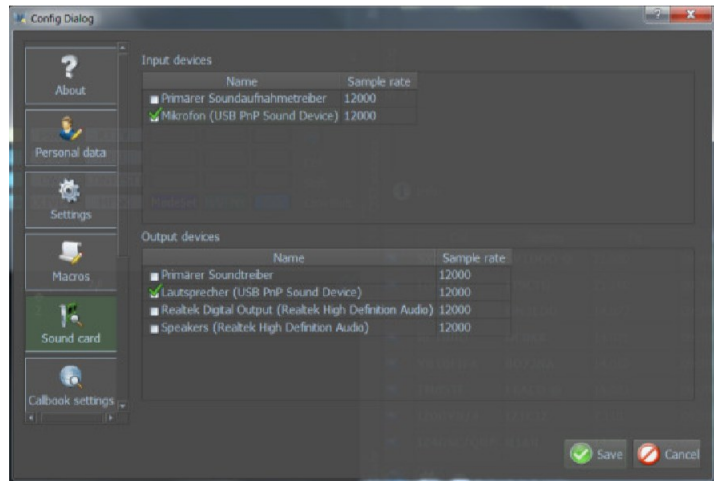 Config Dialog
About
Personal data
Settings
Macros
Sound card
Callbook settings
Input devices
Name Sample rate
Primärer Soundaufnahmetreiber 12000
Mikrofon (USB PnP Sound Device) 12000
Output devices
Name Sample rate
Primärer Soundtreiber 12000
Lautsprecher (USB PnP Sound Device) 12000
Realtek Digital Output (Realtek High Definition Audio) 12000
Speakers (Realtek High Definition Audio) 12000
Save Cancel